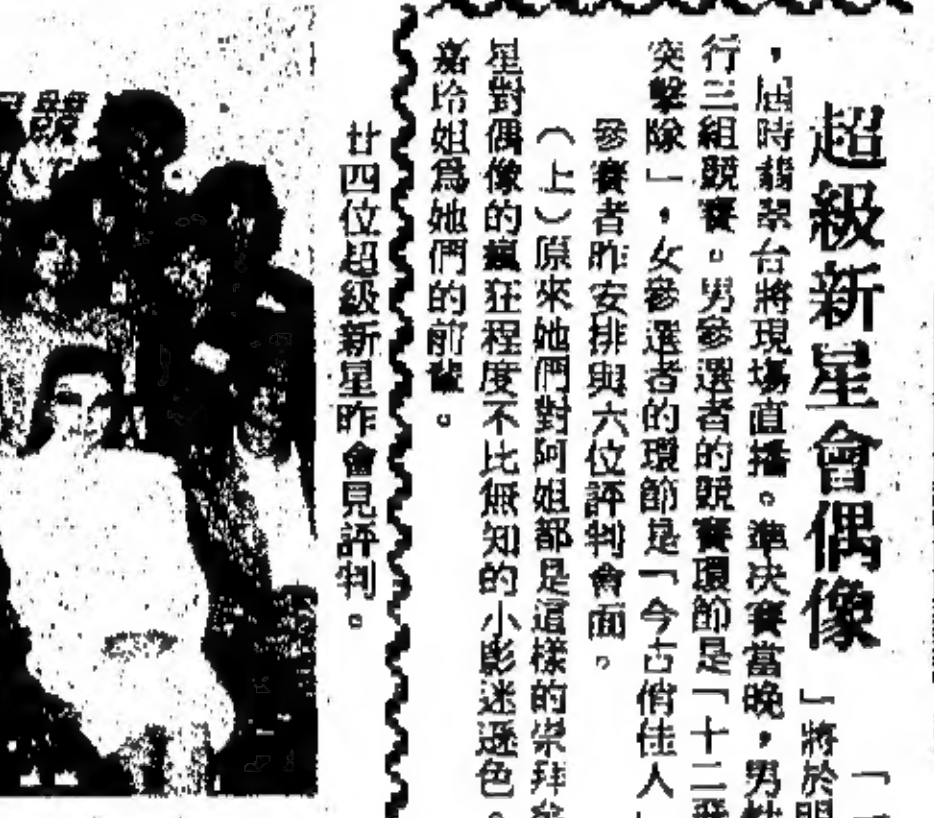 超級新星會偶像
「
」將於明
，屆時翡翠台將現場直播。準決賽當晚，男
行三組競賽。男參選者的競賽環節是「十二飛
突擊隊」，女參選者的環節是「今古俏佳人」
參賽者昨安排與六位評判會面。
（上）原來她們對阿姐都是這樣的崇拜
星對偶像的瘋狂程度不比無知的小影迷遜色。
嘉玲姐爲她們的前輩。
廿四位超級新星昨會見評判。
競